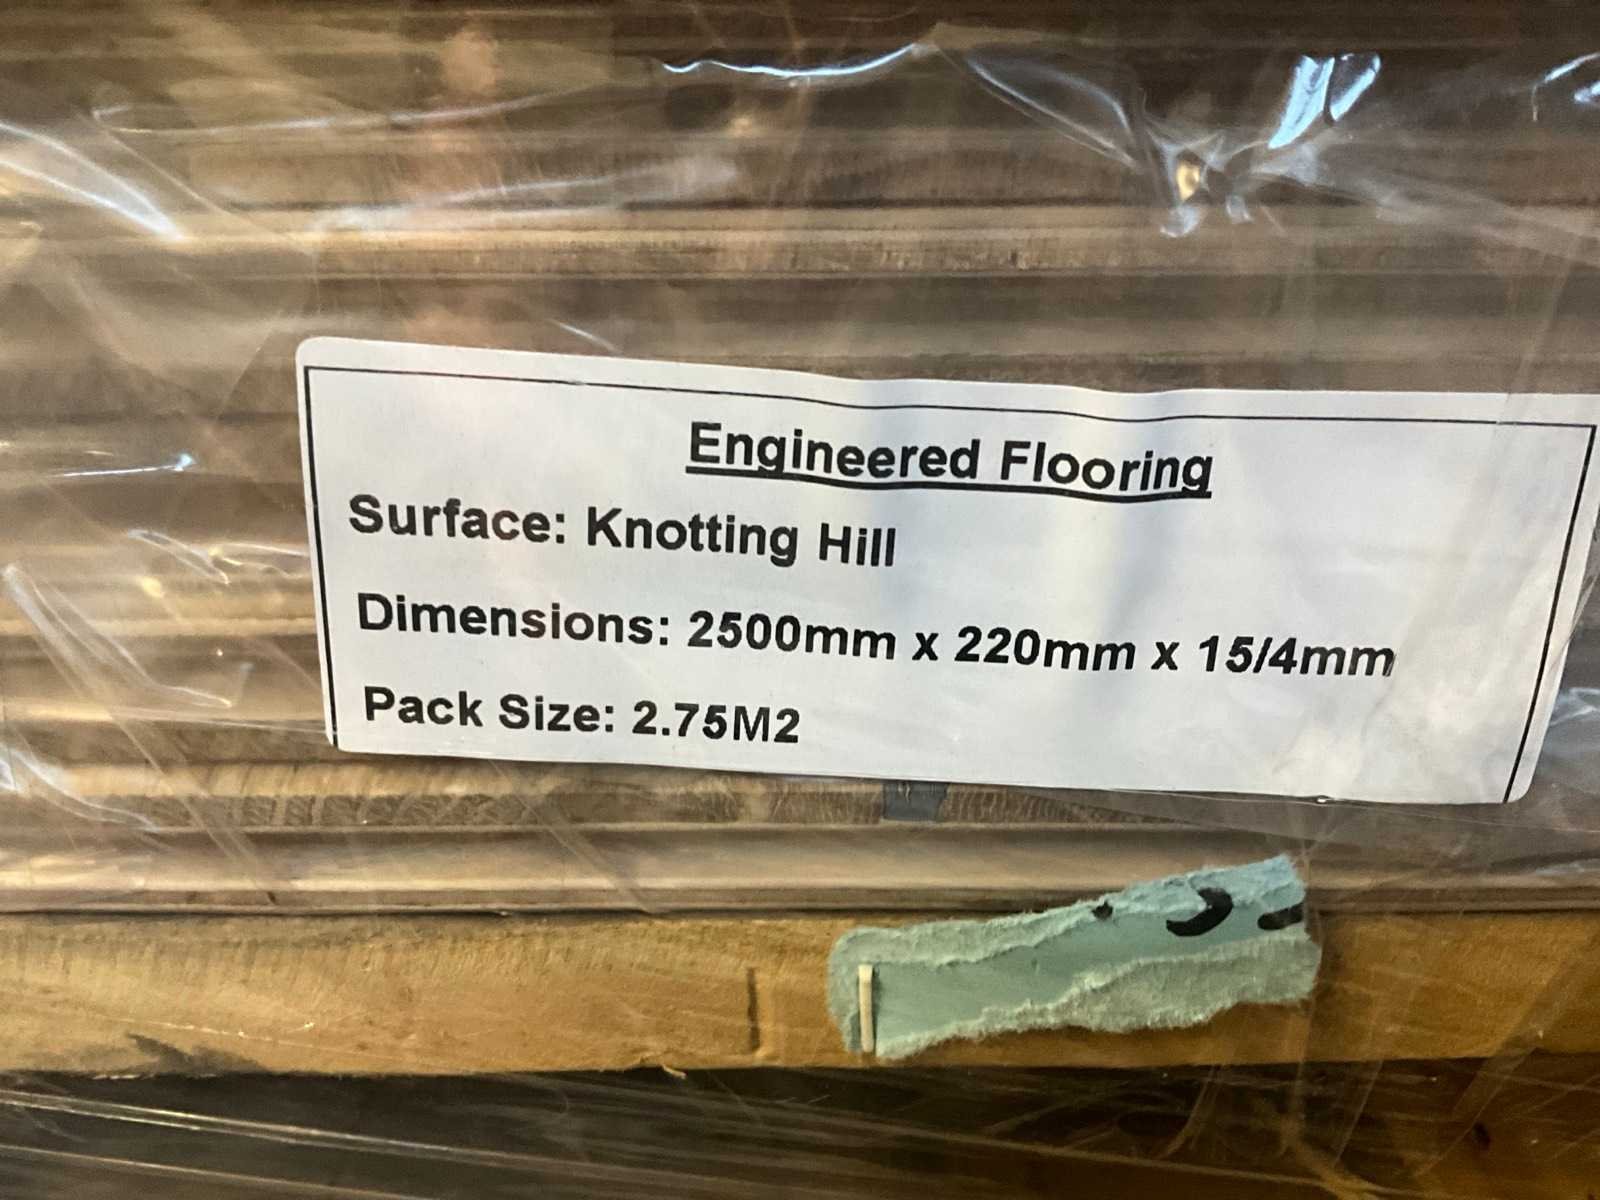 Engineered Flooring
Surface: Knotting Hill
Dimensions: 2500mm x 220mm x 15/4mm
Pack Size: 2.75M2